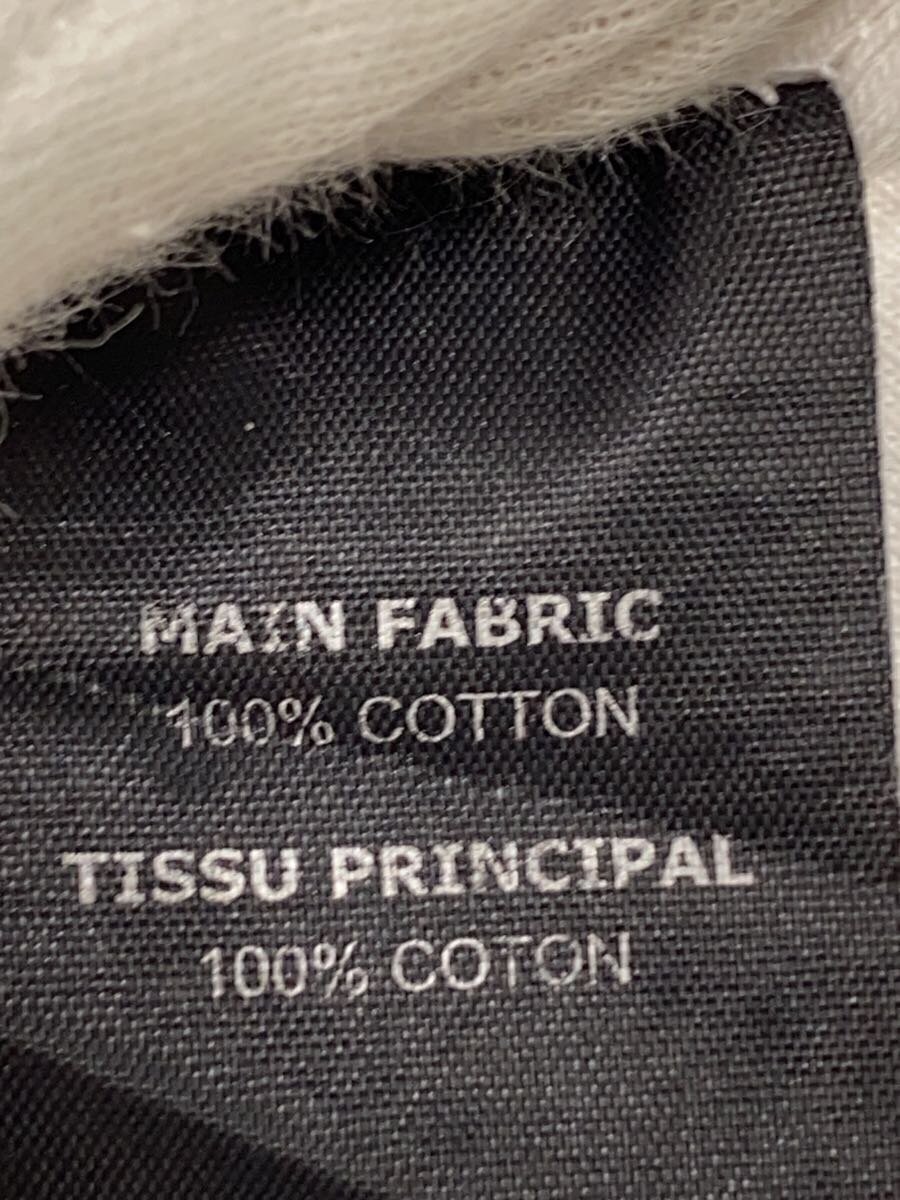 MAIN FABRIC
100% COTTON
TISSU PRINCIPAL
100% COTON